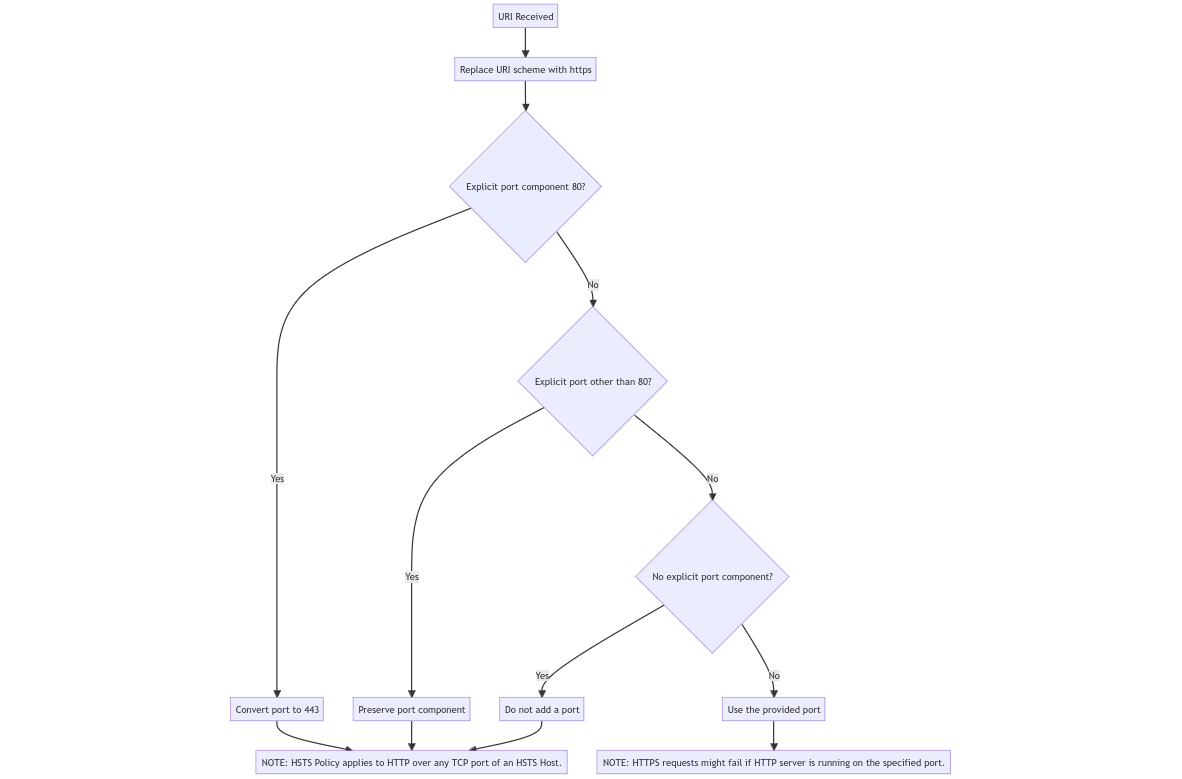 URI Received
Replace URI scheme with https
Explicit port component 80?
No
Explicit port other than 80?
Yes
No
Yes
No explicit port component?
Yes
No
Convert port to 443
Preserve port component
Do not add a port
Use the provided port
NOTE: HSTS Policy applies to HTTP over any TCP port of an HSTS Host.
NOTE: HTTPS requests might fail if HTTP server is running on the specified port.